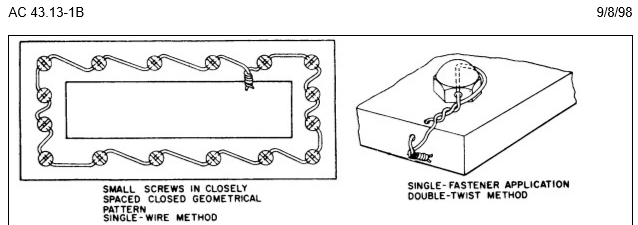 AC 43.13-1B 9/8/98
SMALL SCREWS IN CLOSELY
SPACED CLOSED GEOMETRICAL
PATTERN
SINGLE-WIRE METHOD
SINGLE-FASTENER APPLICATION
DOUBLE-TWIST METHOD